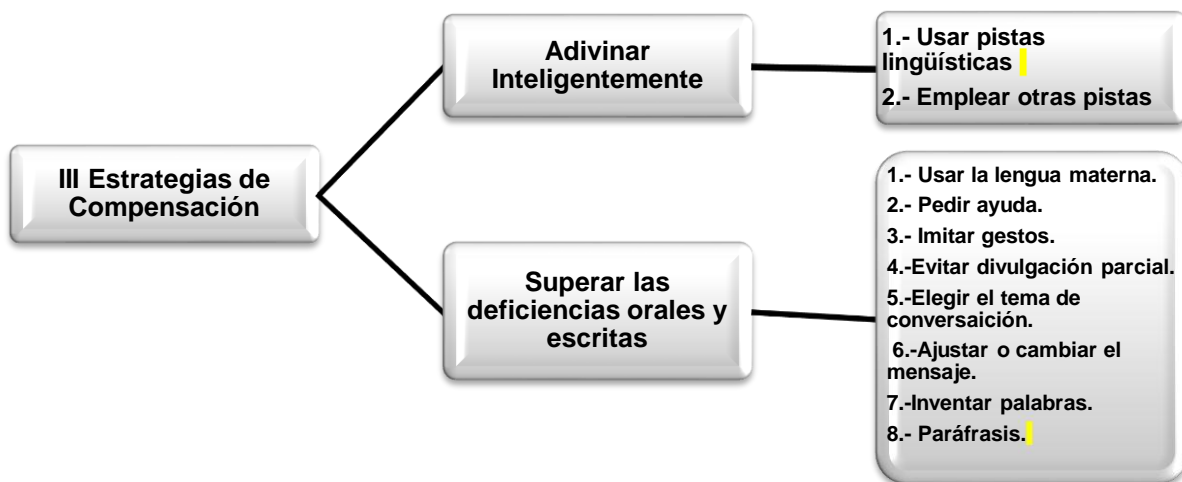 III Estrategias de
Compensación
Adivinar
Inteligentemente
1.- Usar pistas
lingüísticas
2.- Emplear otras pistas
Superar las
deficiencias orales y
escritas
1.- Usar la lengua materna.
2.- Pedir ayuda.
3.- Imitar gestos.
4.-Evitar divulgación parcial.
5.-Elegir el tema de
conversaición.
6.-Ajustar o cambiar el
mensaje.
7.-Inventar palabras.
8.- Paráfrasis.